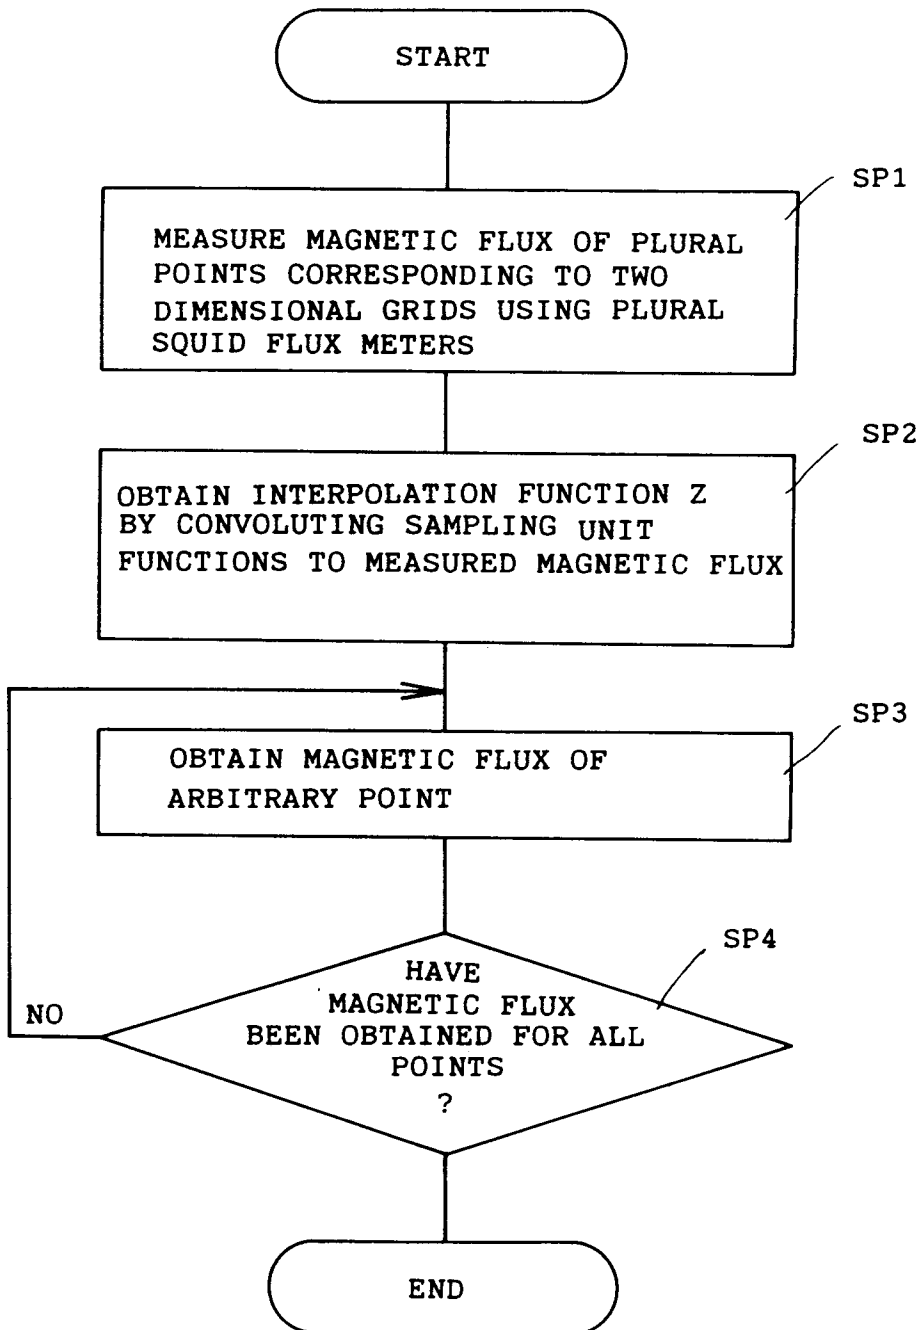 START
SP1
MEASURE MAGNETIC FLUX OF PLURAL
POINTS CORRESPONDING TO TWO
DIMENSIONAL GRIDS USING PLURAL
SQUID FLUX METERS
SP2
OBTAIN INTERPOLATION FUNCTION Z
BY CONVOLUTING SAMPLING UNIT
FUNCTIONS TO MEASURED MAGNETIC FLUX
SP3
OBTAIN MAGNETIC FLUX OF
ARBITRARY POINT
SP4
HAVE
MAGNETIC FLUX
BEEN OBTAINED FOR ALL
POINTS
?
NO
END